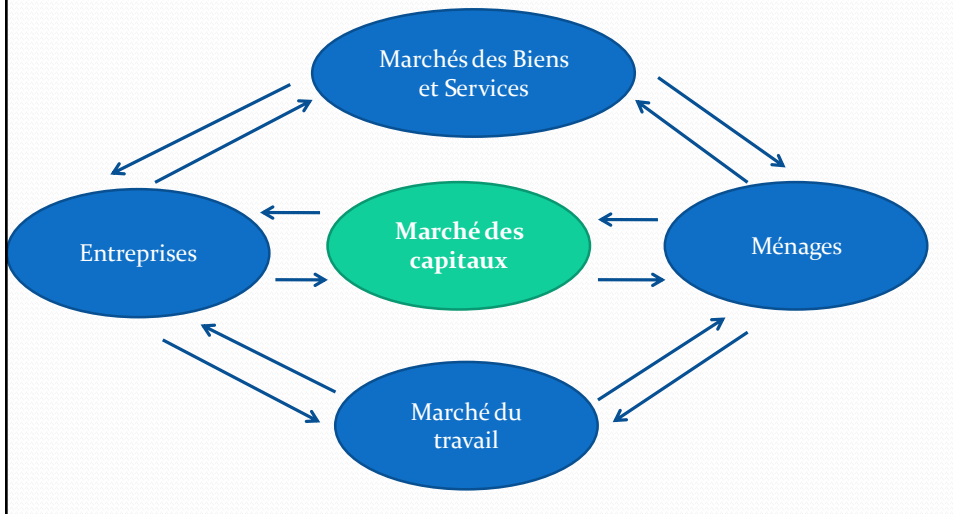 Marchés des Biens
et Services
Entreprises
Marché des
capitaux
Ménages
Marché du
travail